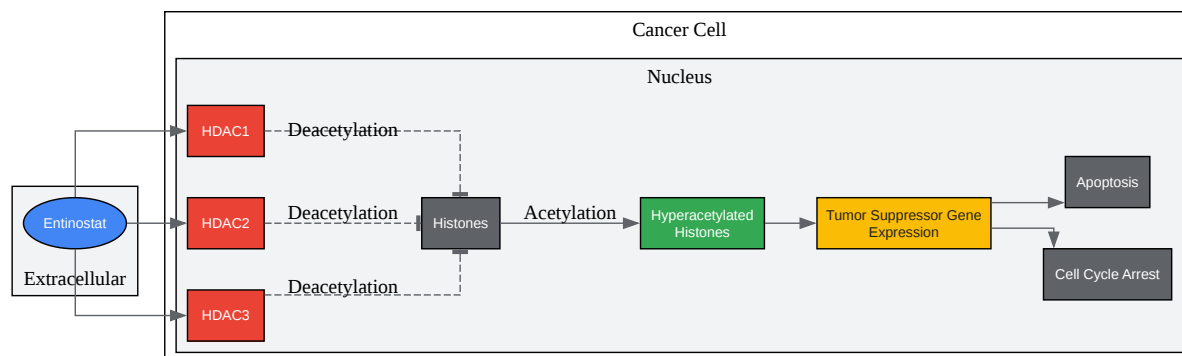 Cancer Cell
Nucleus
HDAC1
Deacetylation
Entinostat
Extracellular
HDAC2
Deacetylation
Histones
Acetylation
Hyperacetylated
Histones
Tumor Suppressor Gene
Expression
Apoptosis
Cell Cycle Arrest
HDAC3
Deacetylation